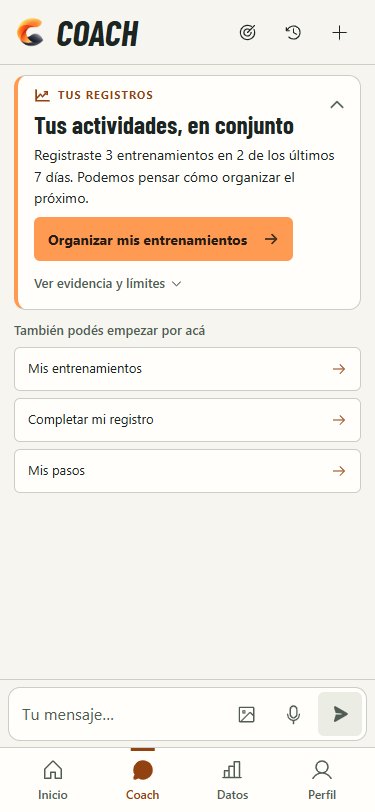 COACH
TUS REGISTROS
Tus actividades, en conjunto
Registraste 3 entrenamientos en 2 de los últimos
7 días. Podemos pensar cómo organizar el
próximo.
Organizar mis entrenamientos
Ver evidencia y límites
También podés empezar por acá
Mis entrenamientos
Completar mi registro
Mis pasos
Tu mensaje...
Inicio
Coach
Datos
Perfil